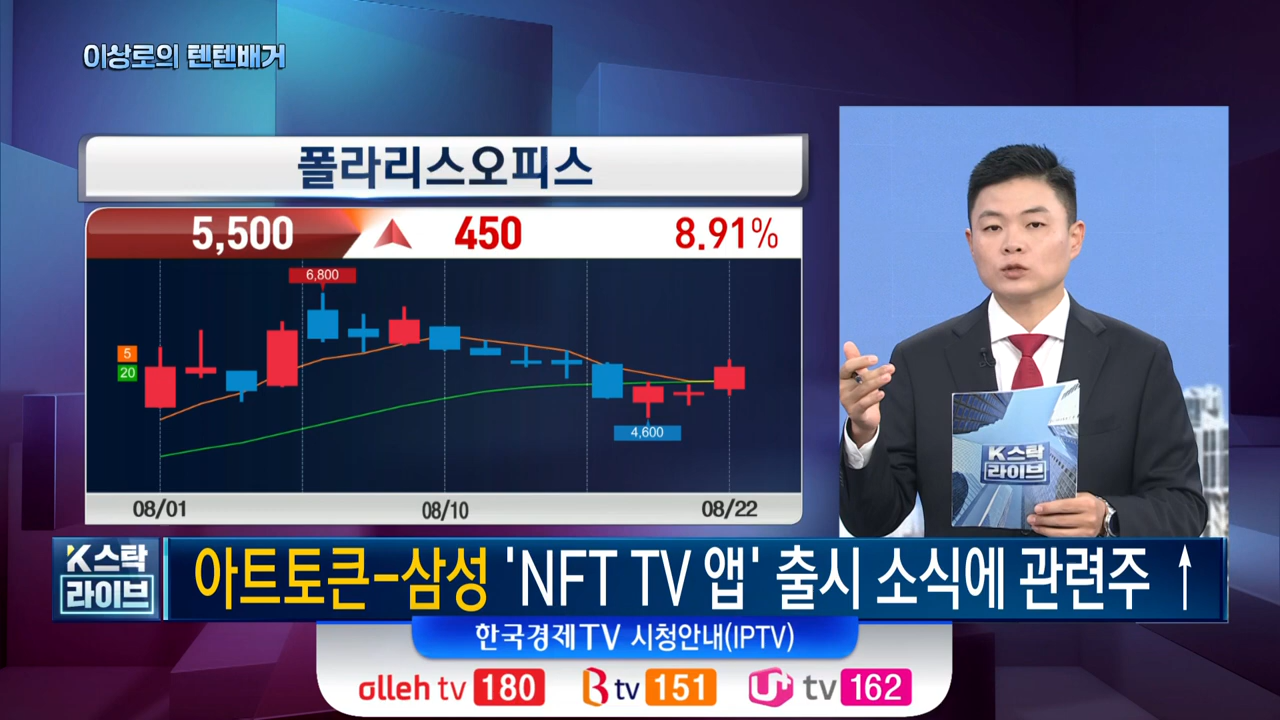 이상로의 텐텐배거
폴라리스오피스
5,500 ▲ 450 8.91%
6,800
5
20
4,600
08/01 08/10 08/22
K스탁
라이브
K스탁
라이브
아트토큰-삼성 'NFT TV 앱' 출시 소식에 관련주 ↑
한국경제TV 시청안내(IPTV)
olleh tv 180 B tv 151 U+ tv 162